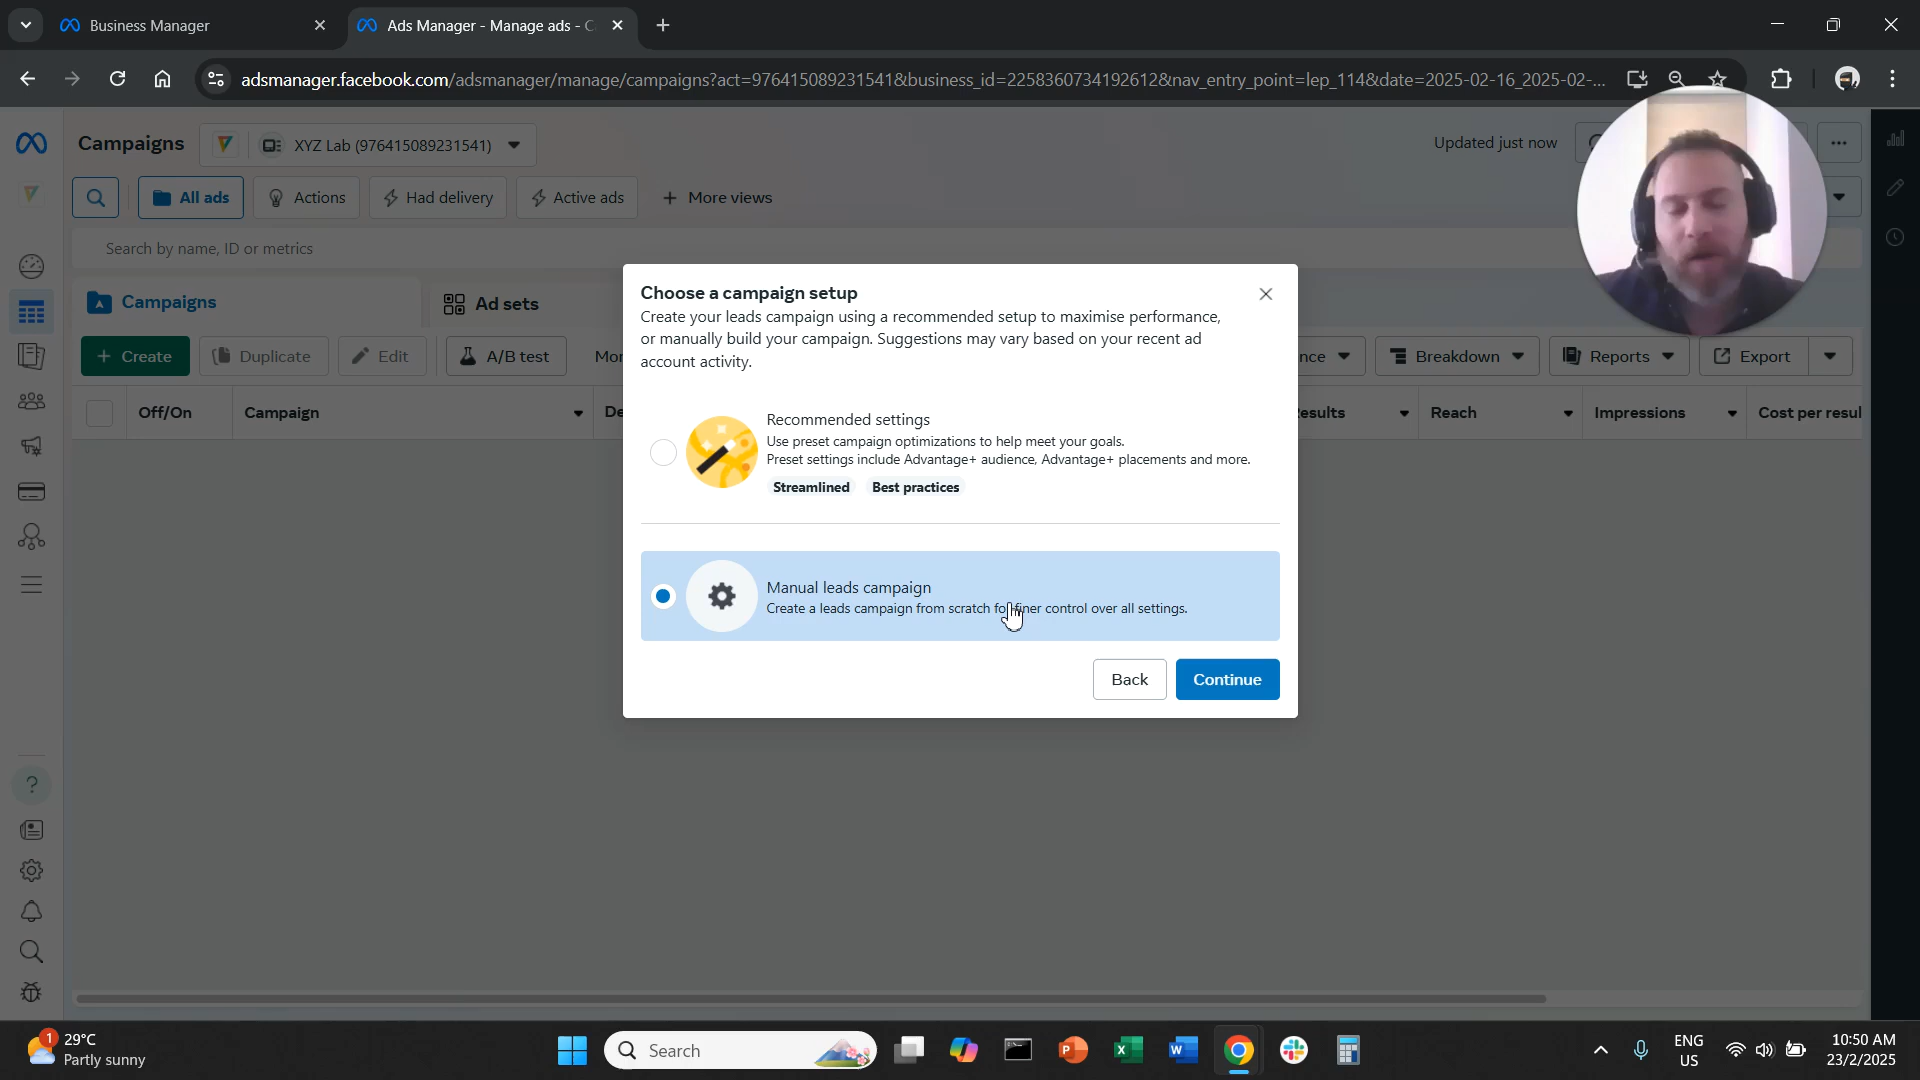 Business Manager
Ads Manager - Manage ads - C
adsmanager.facebook.com/adsmanager/manage/campaigns?act=976415089231541&business_id=2258360734192612&nav_entry_point=lep_114&date=2025-02-16_2025-02-...
Campaigns
XYZ Lab (976415089231541)
Updated just now
All ads
Actions
Had delivery
Active ads
More views
Search by name, ID or metrics
Campaigns
Ad sets
Create
Duplicate
Edit
A/B test
Mor
nce
Breakdown
Reports
Export
Off/On
Campaign
De
esults
Reach
Impressions
Cost per resul
Choose a campaign setup
Create your leads campaign using a recommended setup to maximise performance,
or manually build your campaign. Suggestions may vary based on your recent ad
account activity.
Recommended settings
Use preset campaign optimizations to help meet your goals.
Preset settings include Advantage+ audience, Advantage+ placements and more.
Streamlined
Best practices
Manual leads campaign
Create a leads campaign from scratch for finer control over all settings.
Back
Continue
1
29°C
Partly sunny
Search
ENG
US
10:50 AM
23/2/2025